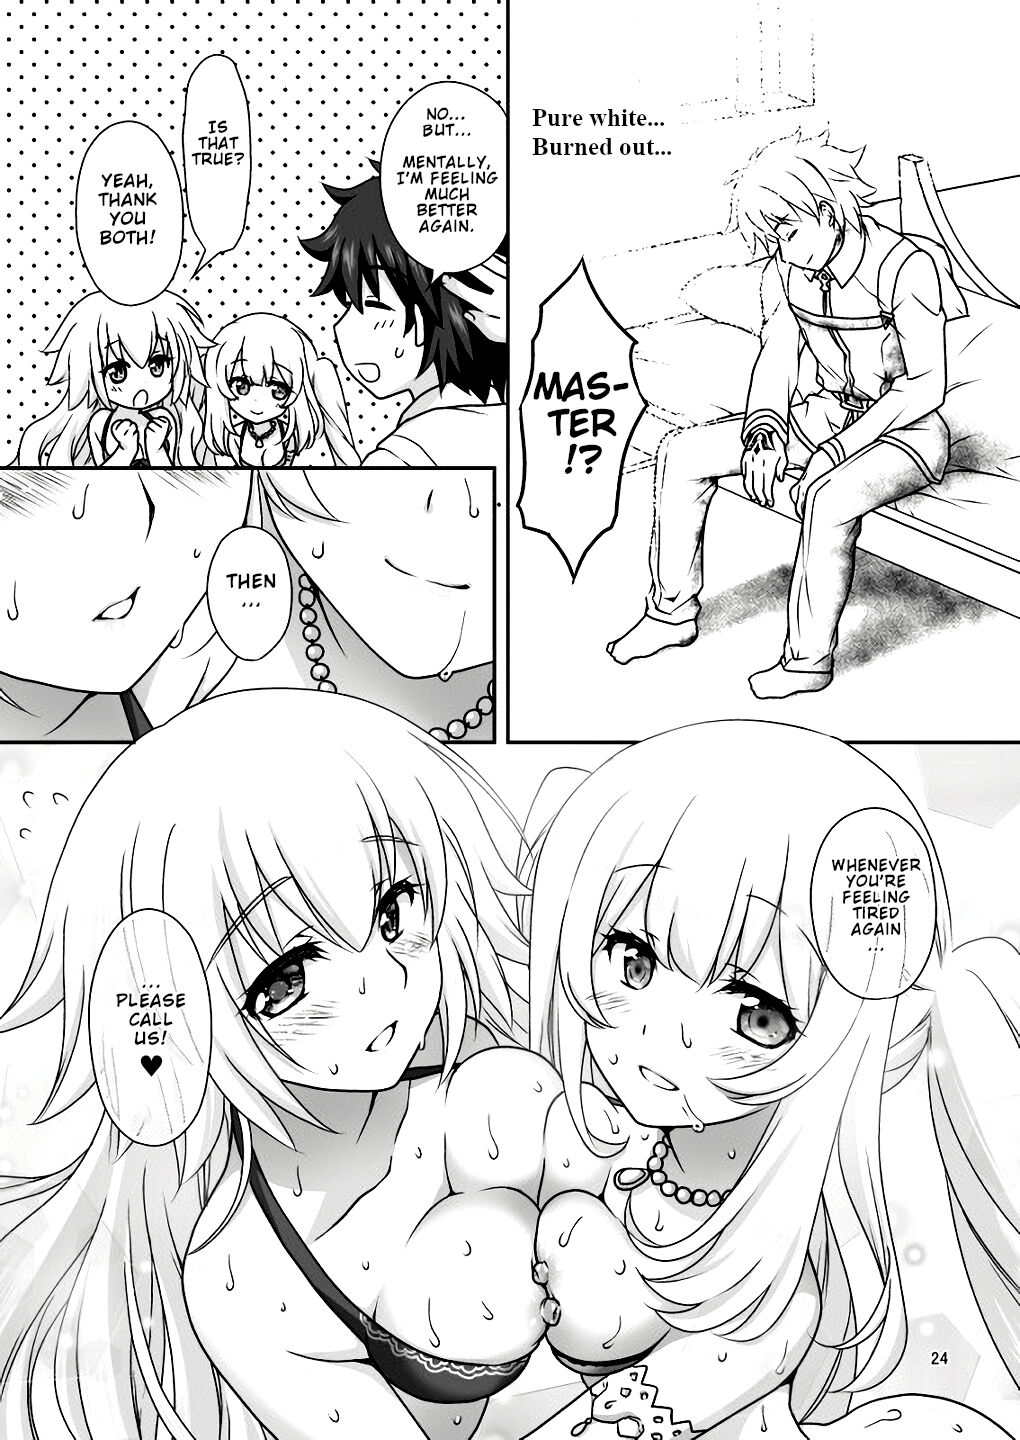 Pure white...
Burned out...
MAS-
TER
!?
NO...
BUT...
MENTALLY,
I'M FEELING
MUCH
BETTER
AGAIN.
IS
THAT
TRUE?
YEAH,
THANK
YOU
BOTH!
THEN
...
WHENEVER
YOU'RE
FEELING
TIRED
AGAIN
...
...
PLEASE
CALL
US!
♥
24